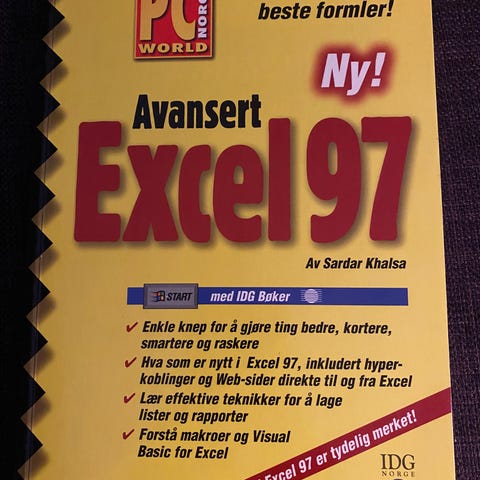 beste formler!
PC
NORGE
WORLD
Ny!
Avansert
Excel 97
Av Sardar Khalsa
START med IDG Bøker
✓ Enkle knep for å gjøre ting bedre, kortere,
smartere og raskere
✓ Hva som er nytt i Excel 97, inkludert hyper-
koblinger og Web-sider direkte til og fra Excel
✓ Lær effektive teknikker for å lage
lister og rapporter
✓ Forstå makroer og Visual
Basic for Excel
Excel 97 er tydelig merket!
IDG
NORGE